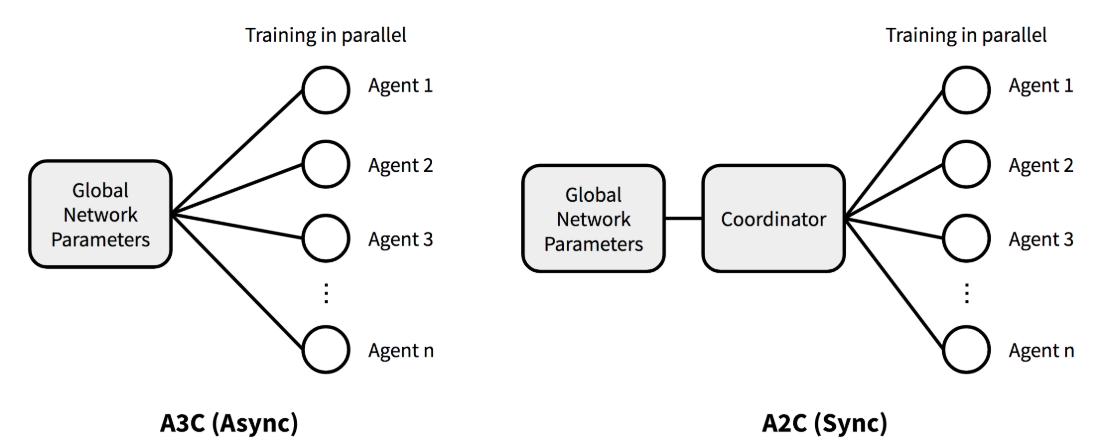 Training in parallel
Agent 1
Agent 2
Global
Network
Parameters
Agent 3
⋮
Agent n
A3C (Async)
Training in parallel
Agent 1
Agent 2
Global
Network
Parameters
Coordinator
Agent 3
⋮
Agent n
A2C (Sync)